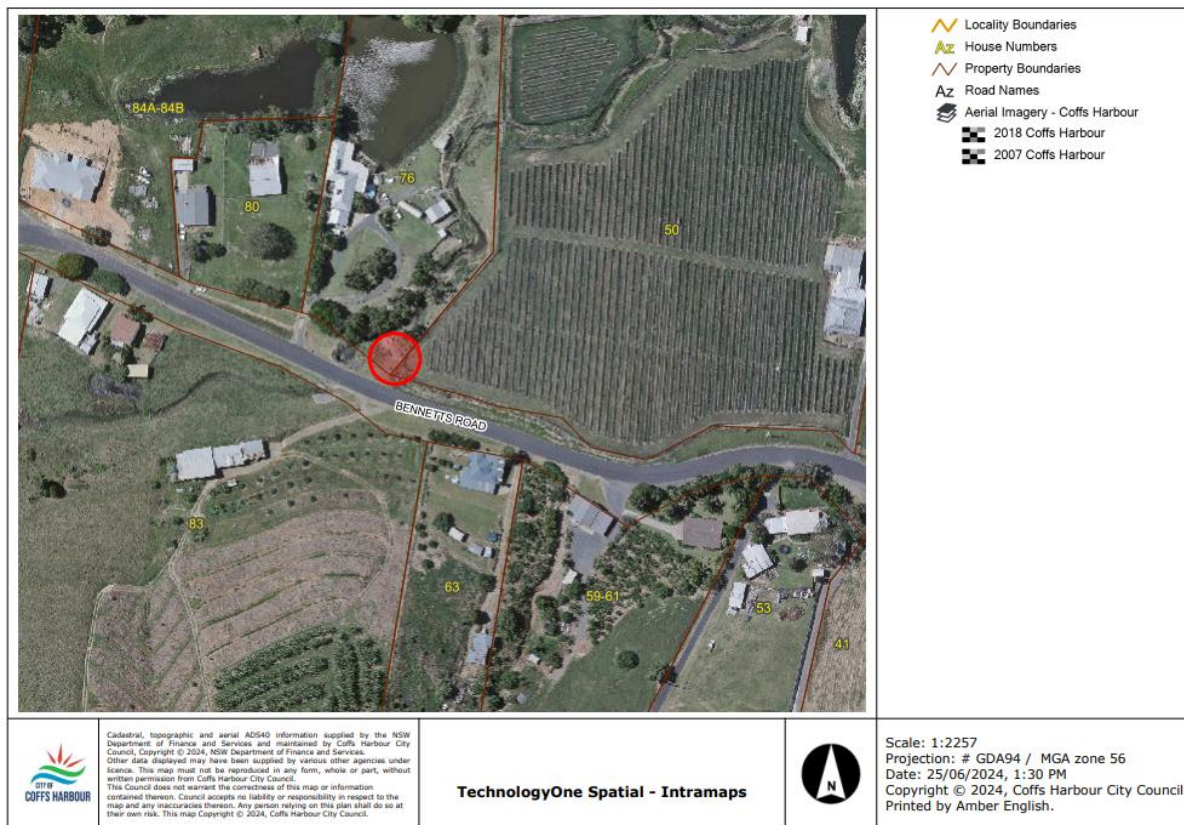 84A-84B
80
76
50
BENNETTS ROAD
83
63
59-61
53
41
Locality Boundaries
Az House Numbers
Property Boundaries
Az Road Names
Aerial Imagery - Coffs Harbour
2018 Coffs Harbour
2007 Coffs Harbour
CITY OF
COFFS HARBOUR
Cadastral, topographic and aerial ADS40 information supplied by the NSW
Department of Finance and Services and maintained by Coffs Harbour City
Council, Copyright © 2024, NSW Department of Finance and Services.
Other data displayed may have been supplied by various other agencies under
licence. This map must not be reproduced in any form, whole or part, without
written permission from Coffs Harbour City Council.
This Council does not warrant the correctness of this map or information
contained thereon. Council accepts no liability or responsibility in respect to the
map and any inaccuracies thereon. Any person relying on this plan shall do so at
their own risk. This map Copyright © 2024, Coffs Harbour City Council.
TechnologyOne Spatial - Intramaps
N
Scale: 1:2257
Projection: # GDA94 / MGA zone 56
Date: 25/06/2024, 1:30 PM
Copyright © 2024, Coffs Harbour City Council
Printed by Amber English.